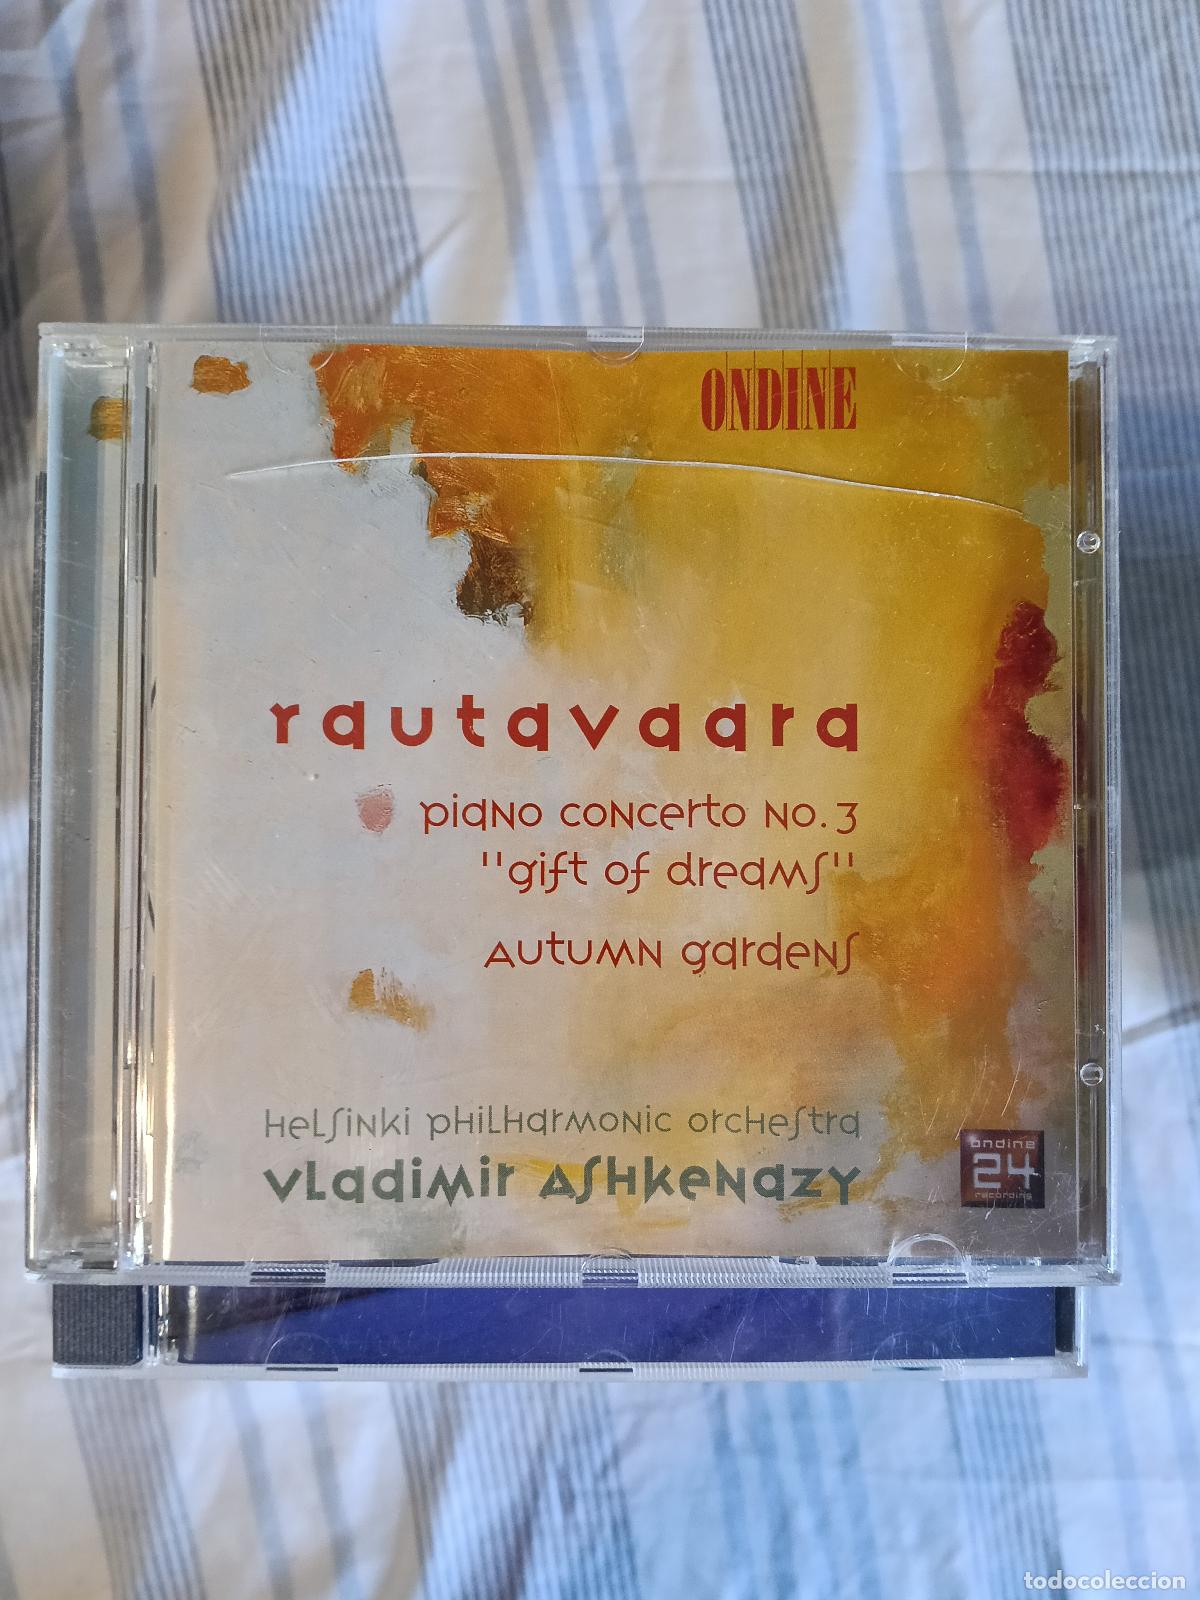 ONDINE
rautavaara
piano concerto no. 3
"gift of dreams"
autumn gardens
helsinki philharmonic orchestra
vladimir ashkenazy
ondine
24
recording
todocoleccion